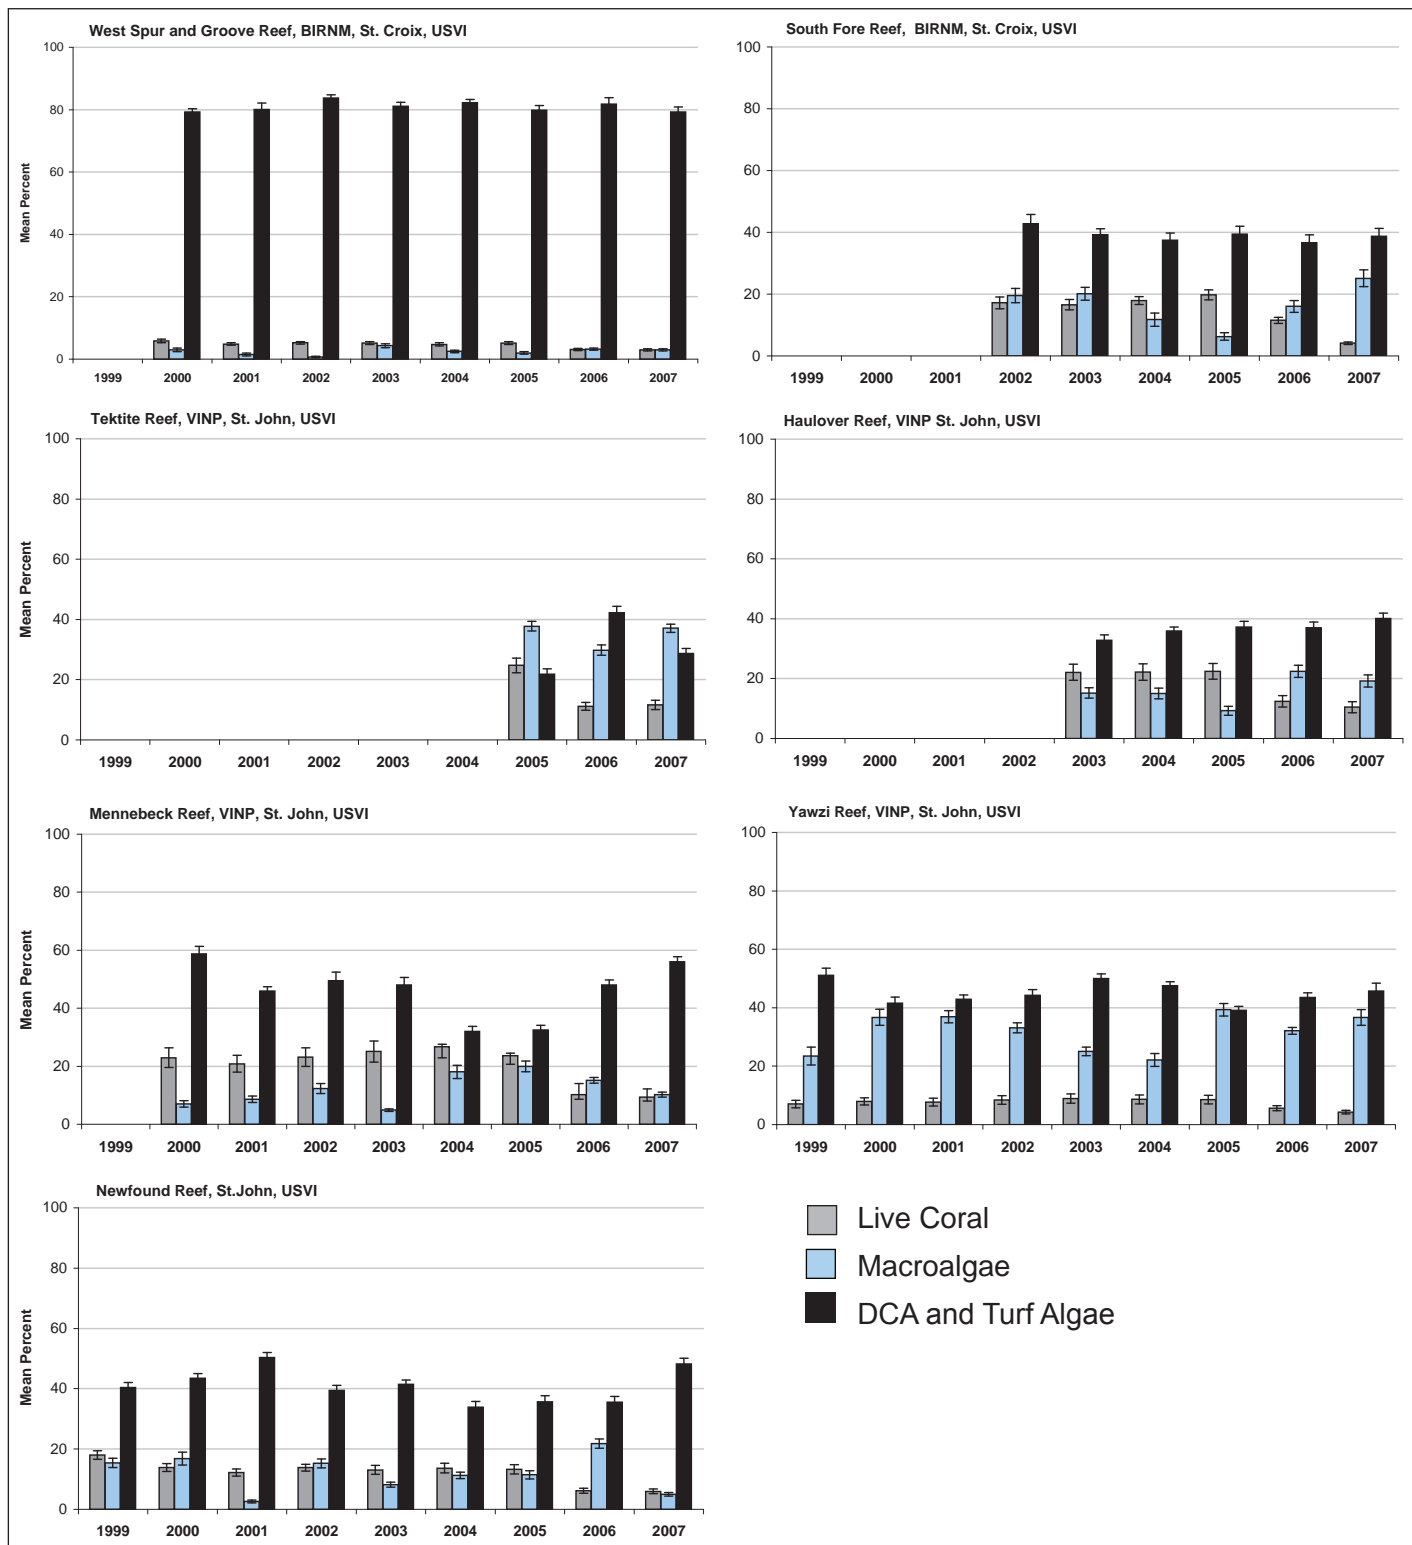 West Spur and Groove Reef, BIRNM, St. Croix, USVI
100
80
60
40
20
0
Mean Percent
1999 2000 2001 2002 2003 2004 2005 2006 2007
South Fore Reef, BIRNM, St. Croix, USVI
100
80
60
40
20
0
1999 2000 2001 2002 2003 2004 2005 2006 2007
Tektite Reef, VINP, St. John, USVI
100
80
60
40
20
0
Mean Percent
1999 2000 2001 2002 2003 2004 2005 2006 2007
Haulover Reef, VINP St. John, USVI
100
80
60
40
20
0
1999 2000 2001 2002 2003 2004 2005 2006 2007
Mennebeck Reef, VINP, St. John, USVI
100
80
60
40
20
0
Mean Percent
1999 2000 2001 2002 2003 2004 2005 2006 2007
Yawzi Reef, VINP, St. John, USVI
100
80
60
40
20
0
1999 2000 2001 2002 2003 2004 2005 2006 2007
Newfound Reef, St.John, USVI
100
80
60
40
20
0
Mean Percent
1999 2000 2001 2002 2003 2004 2005 2006 2007
Live Coral
Macroalgae
DCA and Turf Algae